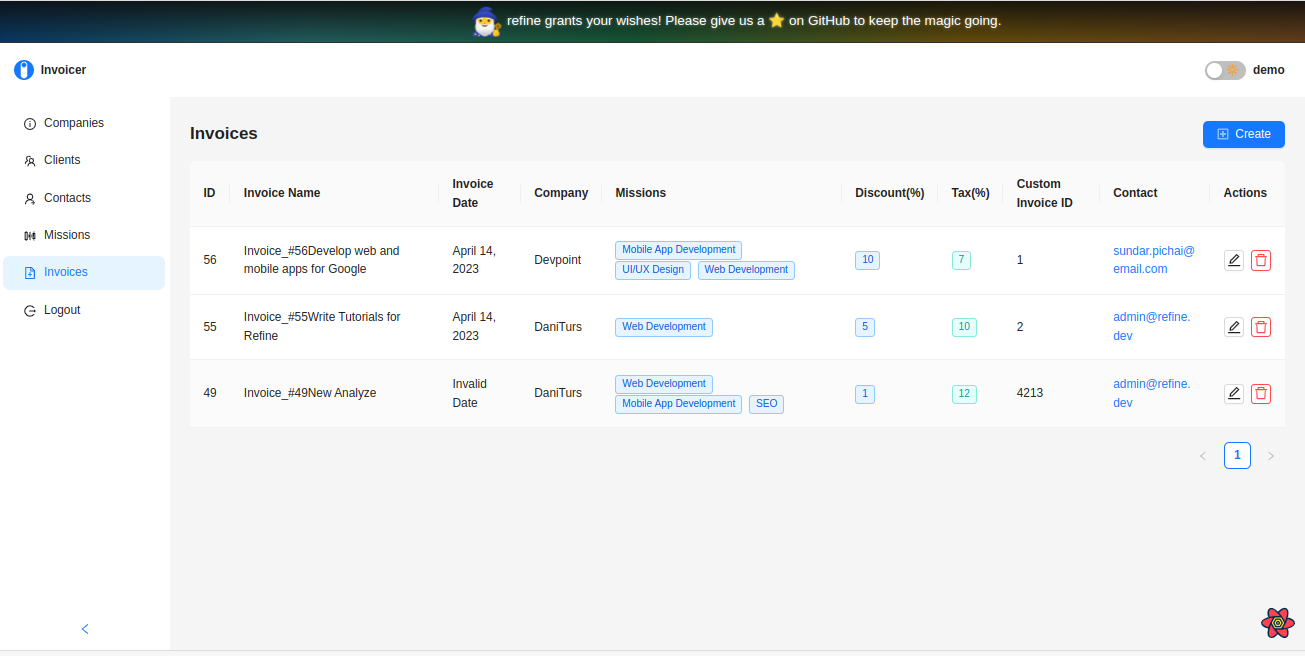 refine grants your wishes! Please give us a ⭐ on GitHub to keep the magic going.
Invoicer
demo
Companies
Clients
Contacts
Missions
Invoices
Logout
Invoices
Create
ID Invoice Name Invoice Date Company Missions Discount(%) Tax(%) Custom Invoice ID Contact Actions
56
Invoice_#56Develop web and
mobile apps for Google
April 14,
2023
Devpoint
Mobile App Development
UI/UX Design Web Development
10
7
1
sundar.pichai@
email.com
55
Invoice_#55Write Tutorials for
Refine
April 14,
2023
DaniTurs
Web Development
5
10
2
admin@refine.
dev
49
Invoice_#49New Analyze
Invalid
Date
DaniTurs
Web Development
Mobile App Development SEO
1
12
4213
admin@refine.
dev
< 1 >